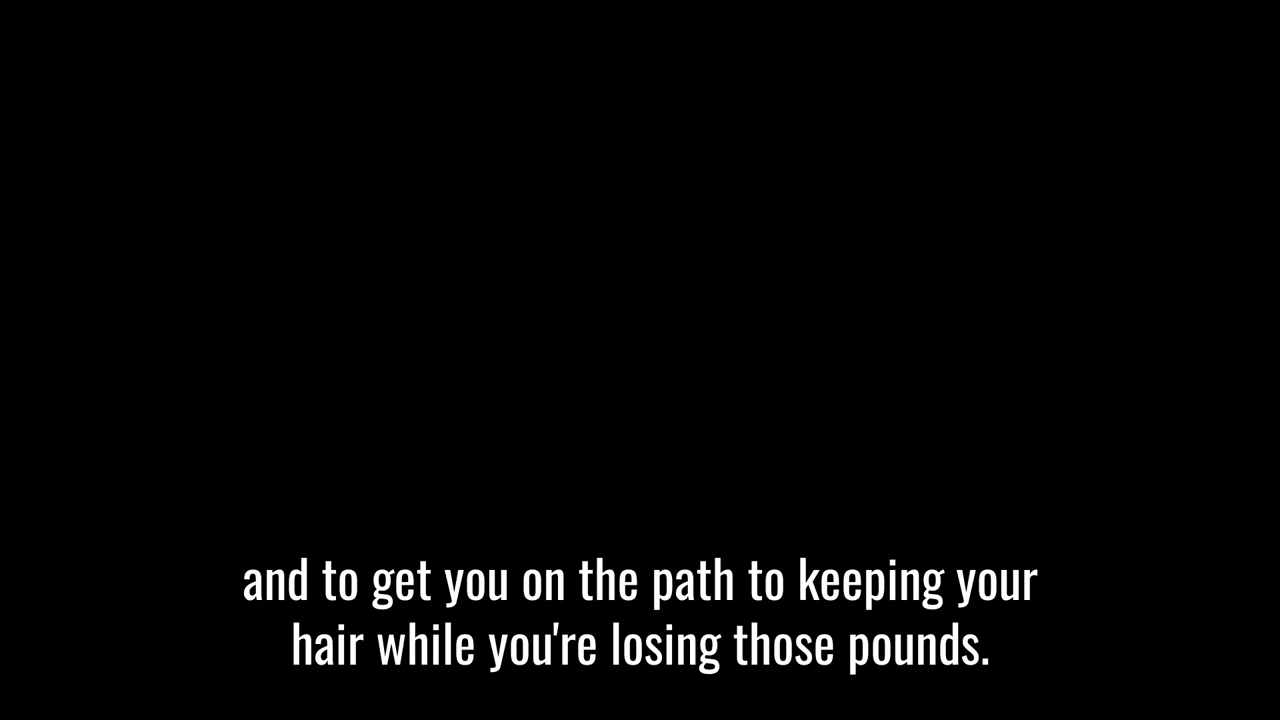 and to get you on the path to keeping your
hair while you're losing those pounds.